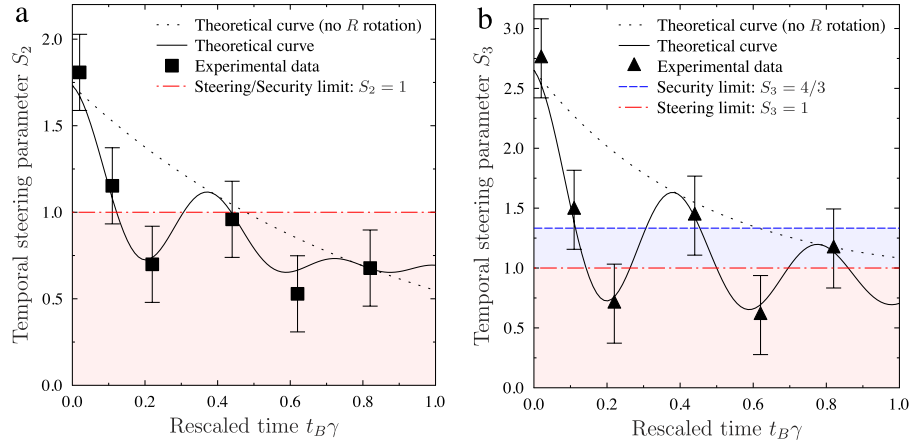 a
Theoretical curve (no R rotation)
Theoretical curve
Experimental data
Steering/Security limit: S₂ = 1
Temporal steering parameter S₂
2.0
1.5
1.0
0.5
0.0
0.0 0.2 0.4 0.6 0.8 1.0
Rescaled time t_Bγ
b
Theoretical curve (no R rotation)
Theoretical curve
Experimental data
Security limit: S₃ = 4/3
Steering limit: S₃ = 1
Temporal steering parameter S₃
3.0
2.5
2.0
1.5
1.0
0.5
0.0
0.0 0.2 0.4 0.6 0.8 1.0
Rescaled time t_Bγ